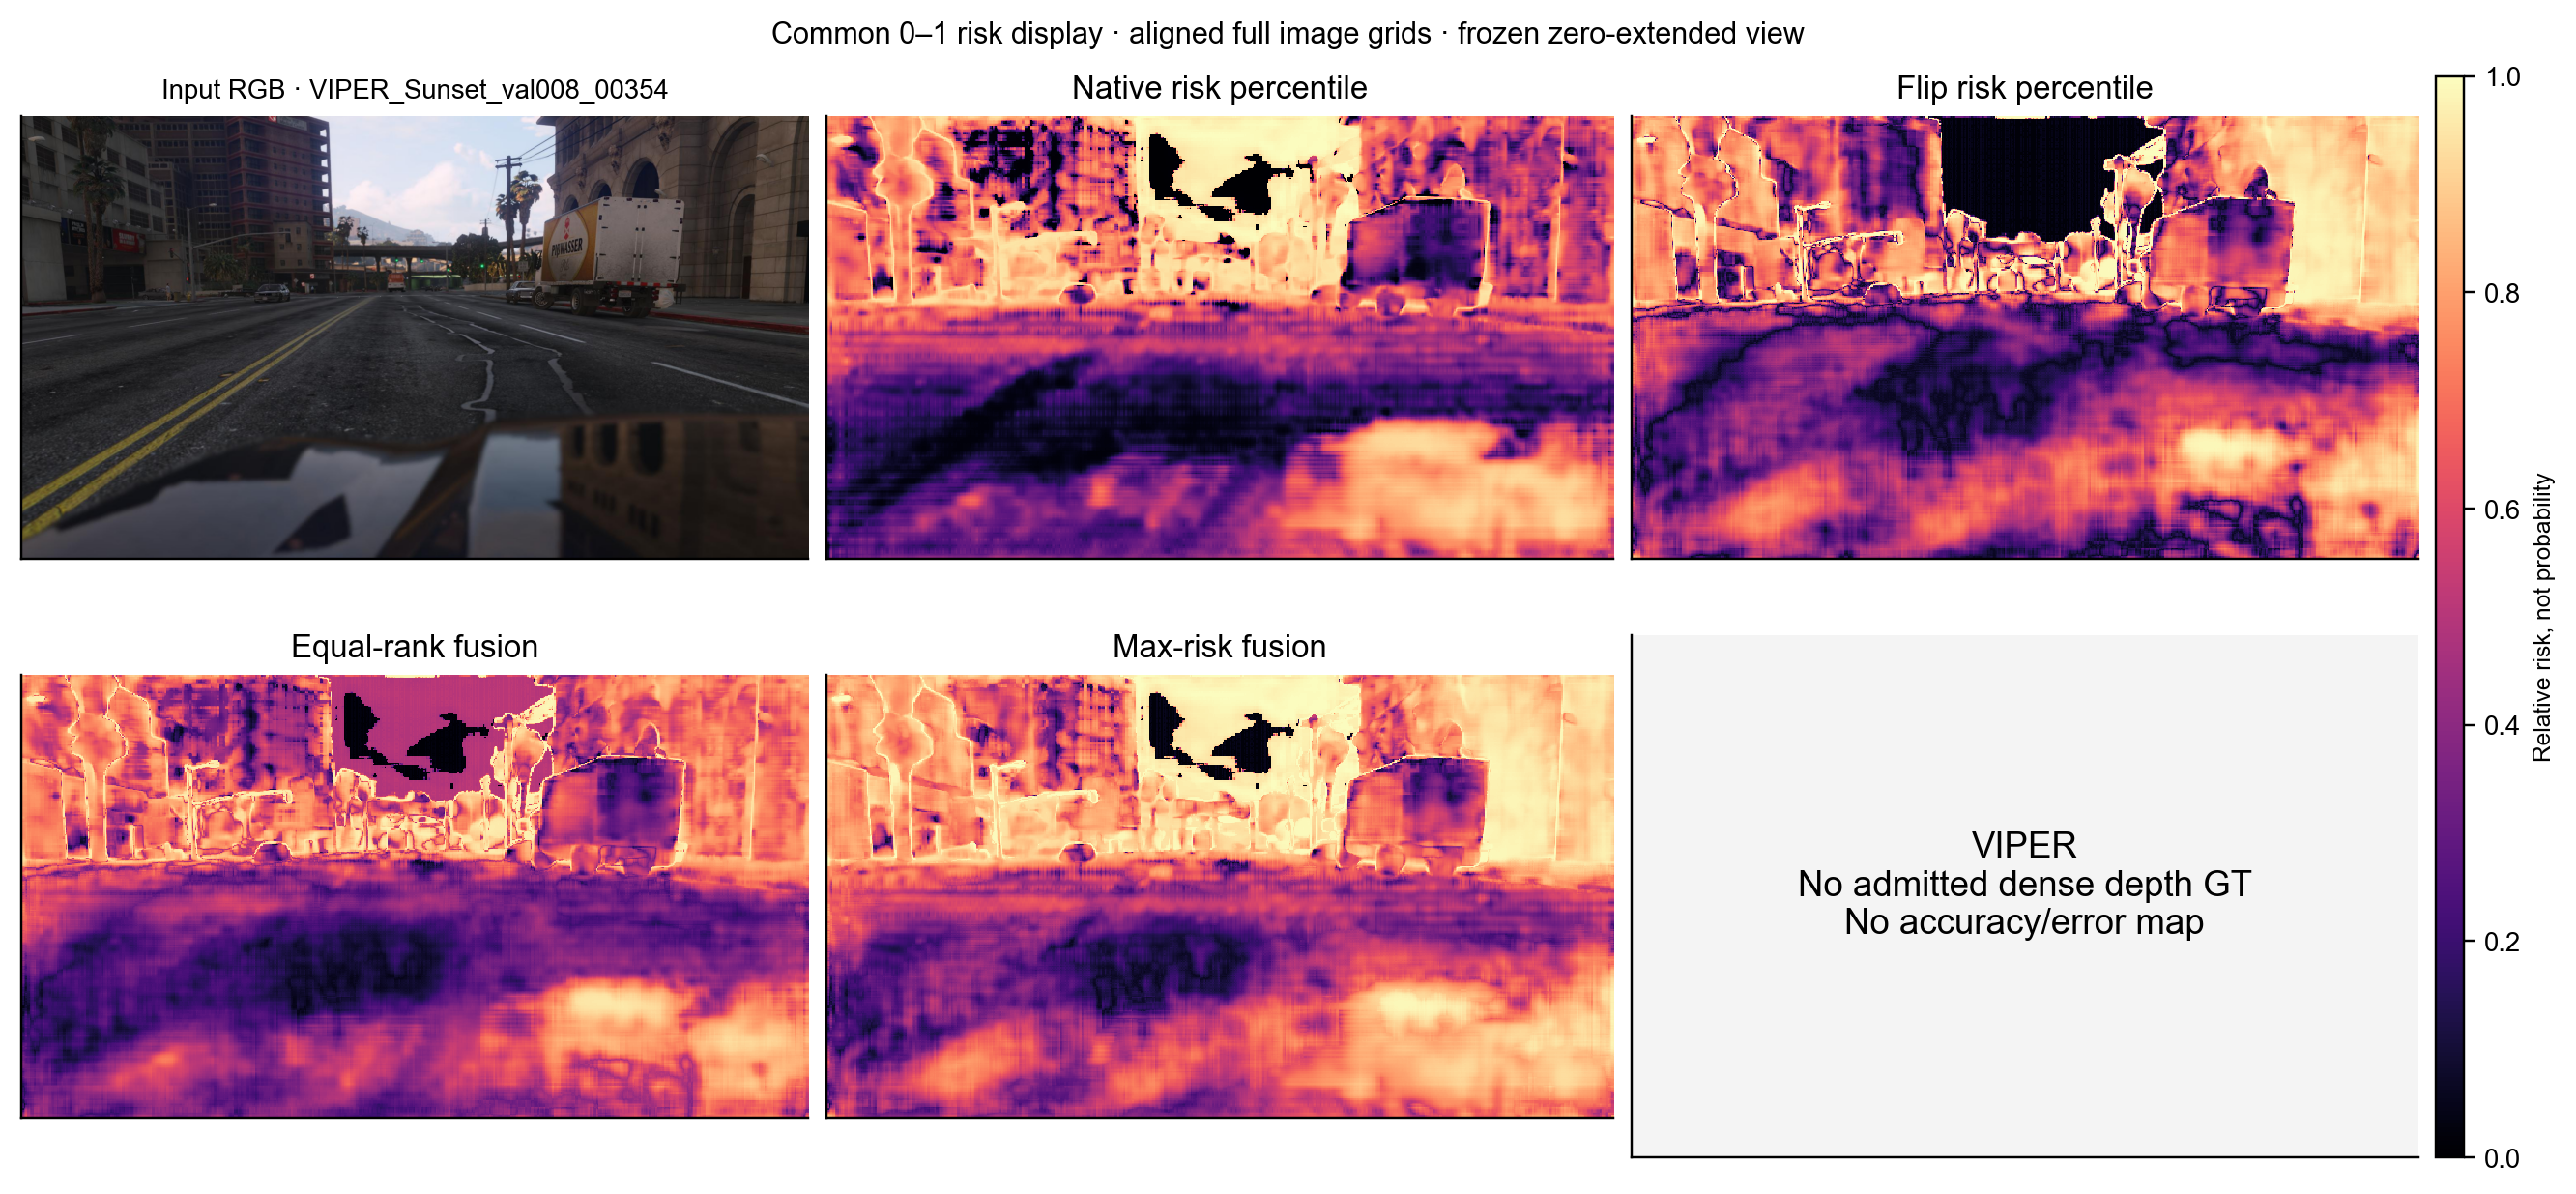 Common 0–1 risk display · aligned full image grids · frozen zero-extended view
Input RGB · VIPER_Sunset_val008_00354
Native risk percentile
Flip risk percentile
PISSWASSER
Equal-rank fusion
Max-risk fusion
VIPER
No admitted dense depth GT
No accuracy/error map
1.0
0.8
0.6
0.4
0.2
0.0
Relative risk, not probability